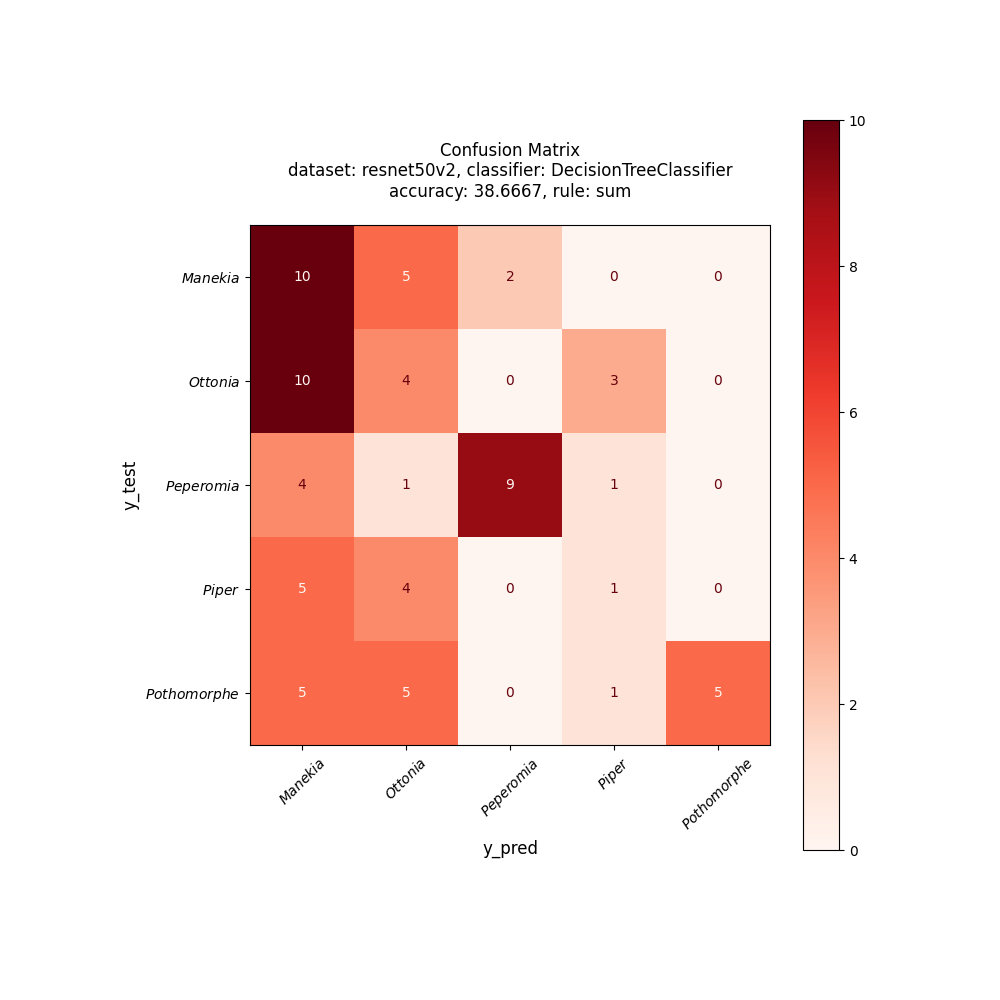 Confusion Matrix
dataset: resnet50v2, classifier: DecisionTreeClassifier
accuracy: 38.6667, rule: sum
10
8
6
4
2
0
y_test
Manekia 10 5 2 0 0
Ottonia 10 4 0 3 0
Peperomia 4 1 9 1 0
Piper 5 4 0 1 0
Pothomorphe 5 5 0 1 5
Manekia Ottonia Peperomia Piper Pothomorphe
y_pred